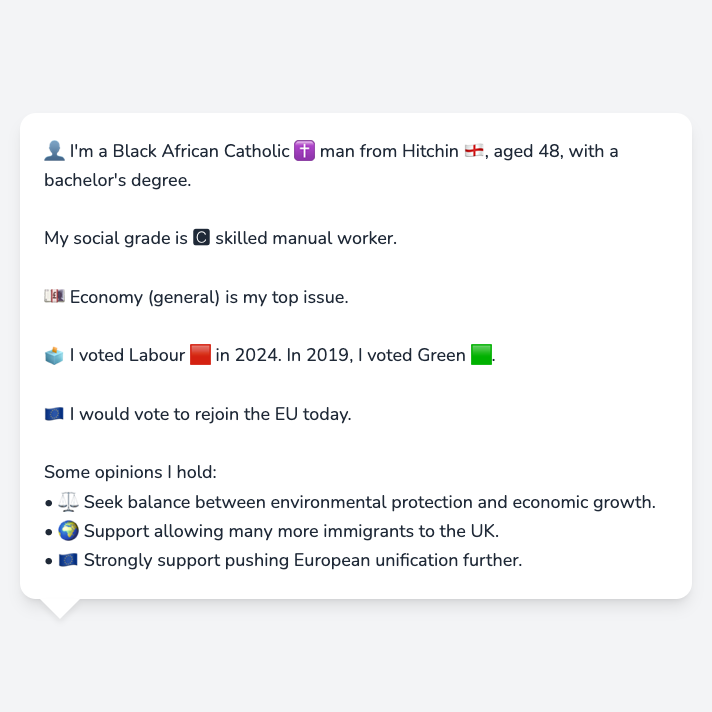 👤 I'm a Black African Catholic ✝️ man from Hitchin 🏴󠁧󠁢󠁥󠁮󠁧󠁿, aged 48, with a
bachelor's degree.
My social grade is 🅲 skilled manual worker.
💷 Economy (general) is my top issue.
🗳️ I voted Labour 🟥 in 2024. In 2019, I voted Green 🟩.
🇪🇺 I would vote to rejoin the EU today.
Some opinions I hold:
• ⚖️ Seek balance between environmental protection and economic growth.
• 🌍 Support allowing many more immigrants to the UK.
• 🇪🇺 Strongly support pushing European unification further.